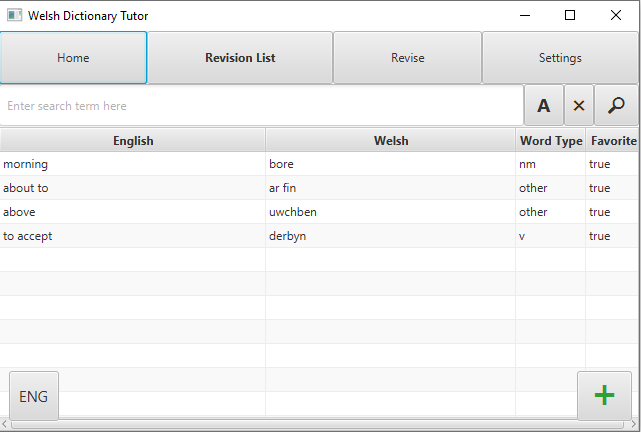 Welsh Dictionary Tutor
Home Revision List Revise Settings
Enter search term here A ×
English Welsh Word Type Favorite
morning bore nm true
about to ar fin other true
above uwchben other true
to accept derbyn v true
ENG +